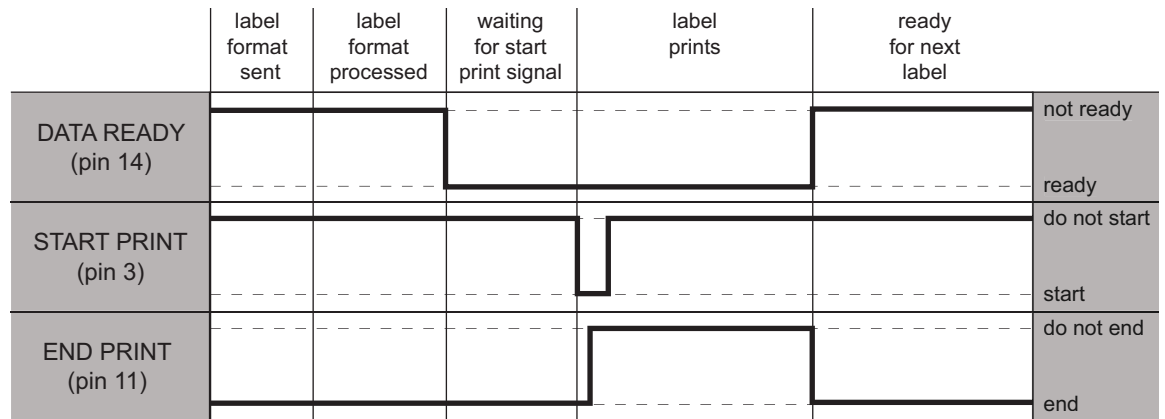 label
format
sent
label
format
processed
waiting
for start
print signal
label
prints
ready
for next
label
DATA READY
(pin 14)
not ready
ready
START PRINT
(pin 3)
do not start
start
END PRINT
(pin 11)
do not end
end